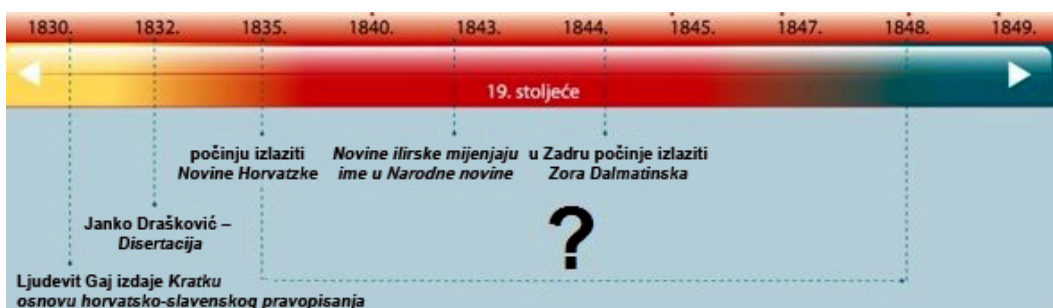 1830. 1832. 1835. 1840. 1843. 1844. 1845. 1847. 1848. 1849.
19. stoljeće
počinju izlaziti
Novine Horvatzke
Novine ilirske mijenjaju
ime u Narodne novine
u Zadru počinje izlaziti
Zora Dalmatinska
?
Janko Drašković –
Disertacija
Ljudevit Gaj izdaje Kratku
osnovu horvatsko-slavenskog pravopisanja